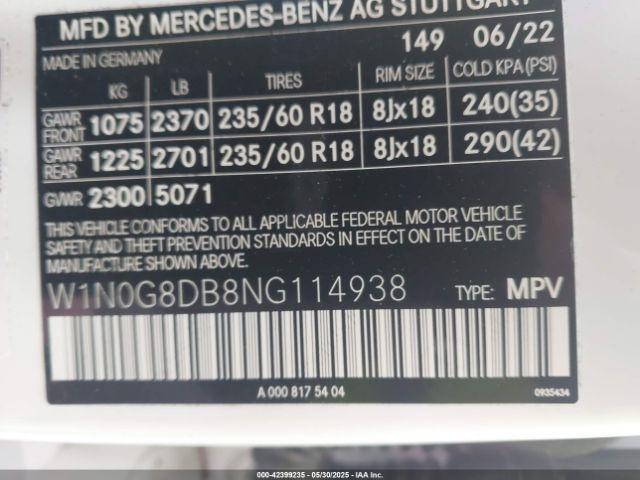 MFD BY MERCEDES-BENZ AG STUTTGART
149 06/22
MADE IN GERMANY
KG LB TIRES RIM SIZE COLD KPA(PSI)
GAWR FRONT 1075 2370 235/60 R18 8Jx18 240(35)
GAWR REAR 1225 2701 235/60 R18 8Jx18 290(42)
GVWR 2300 5071
THIS VEHICLE CONFORMS TO ALL APPLICABLE FEDERAL MOTOR VEHICLE
SAFETY AND THEFT PREVENTION STANDARDS IN EFFECT ON THE DATE OF
MANUFACTURE SHOWN ABOVE.
W1N0G8DB8NG114938 TYPE: MPV
A 000 817 54 04
0935434
000-42399235 - 05/30/2025 - IAA Inc.